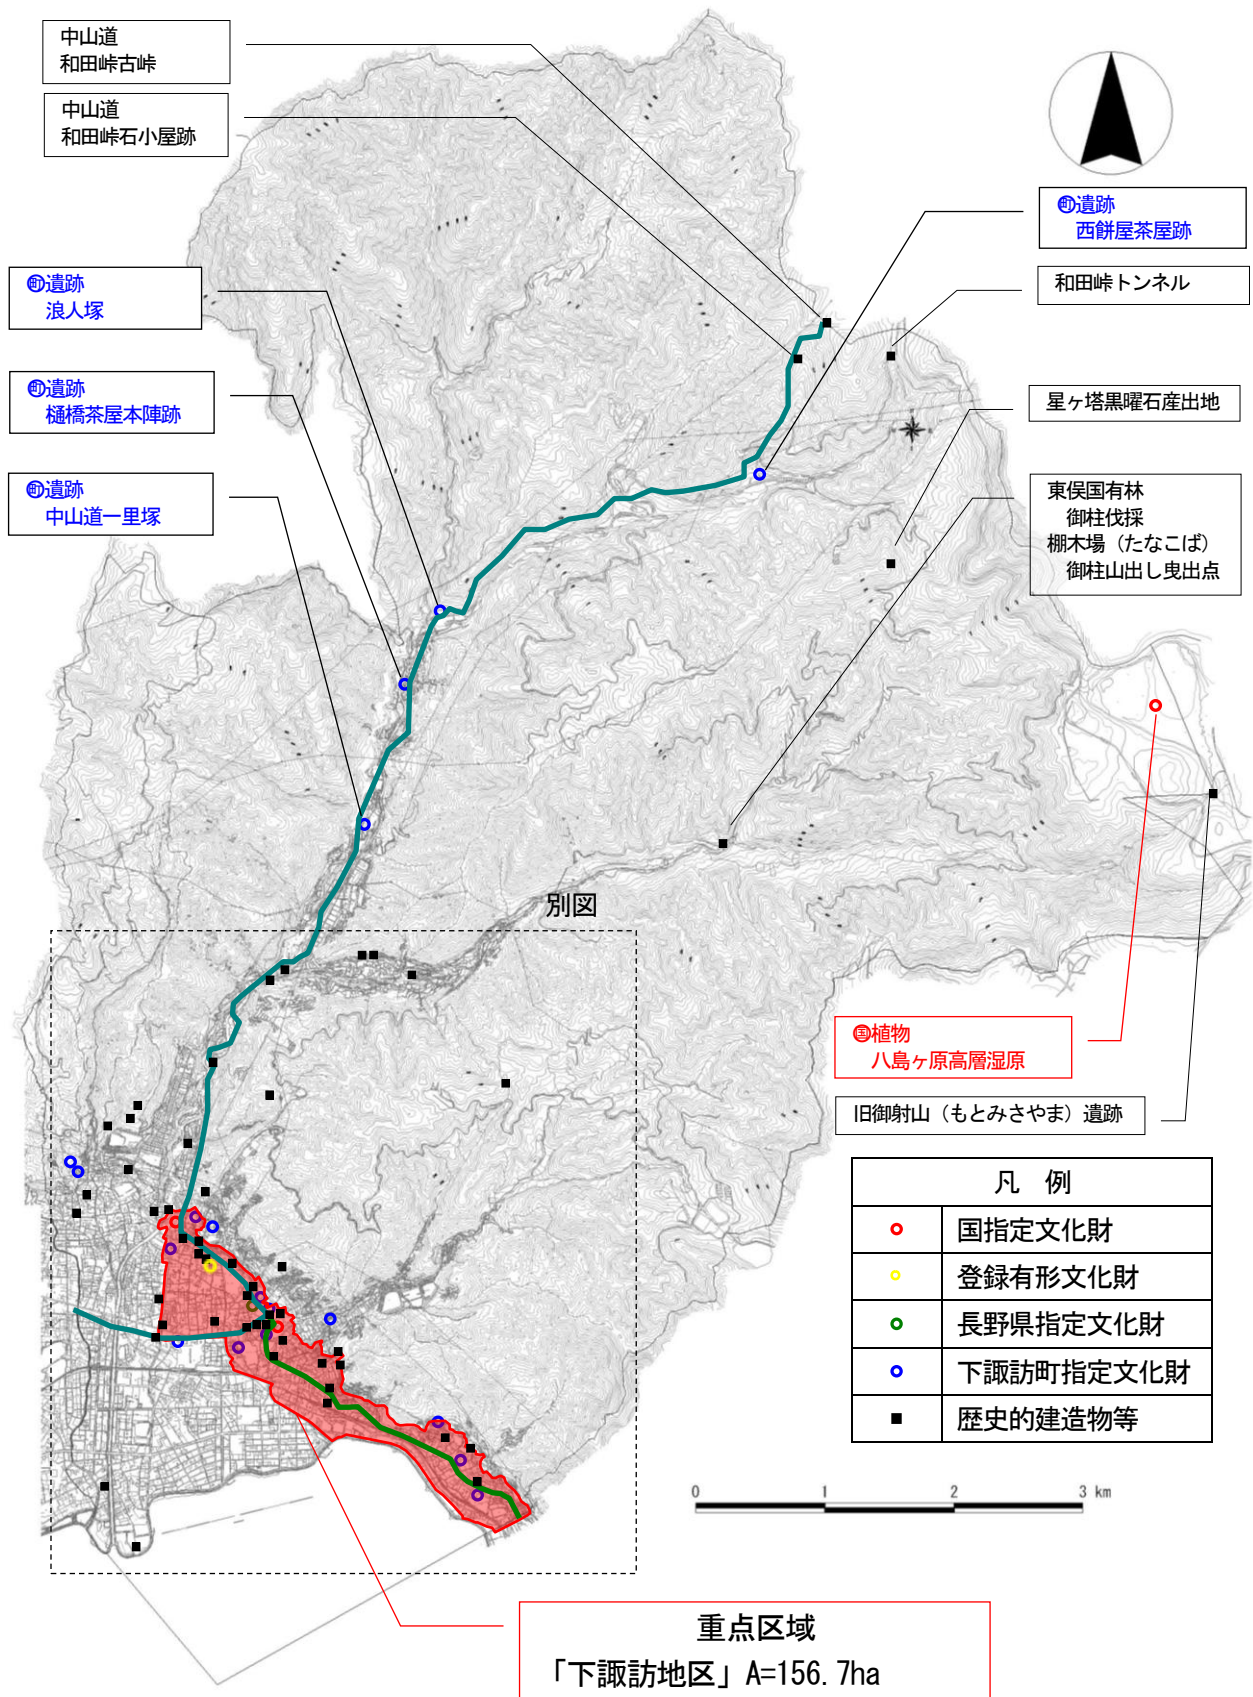 中山道
和田峠古峠
中山道
和田峠石小屋跡
町遺跡
西餅屋茶屋跡
和田峠トンネル
町遺跡
浪人塚
町遺跡
樋橋茶屋本陣跡
星ヶ塔黒曜石産出地
町遺跡
中山道一里塚
東俣国有林
御柱伐採
棚木場（たなこば）
御柱山出し曳出点
別図
国植物
八島ヶ原高層湿原
旧御射山（もとみさやま）遺跡
凡 例
国指定文化財
登録有形文化財
長野県指定文化財
下諏訪町指定文化財
歴史的建造物等
0 1 2 3 km
重点区域
「下諏訪地区」A=156.7ha